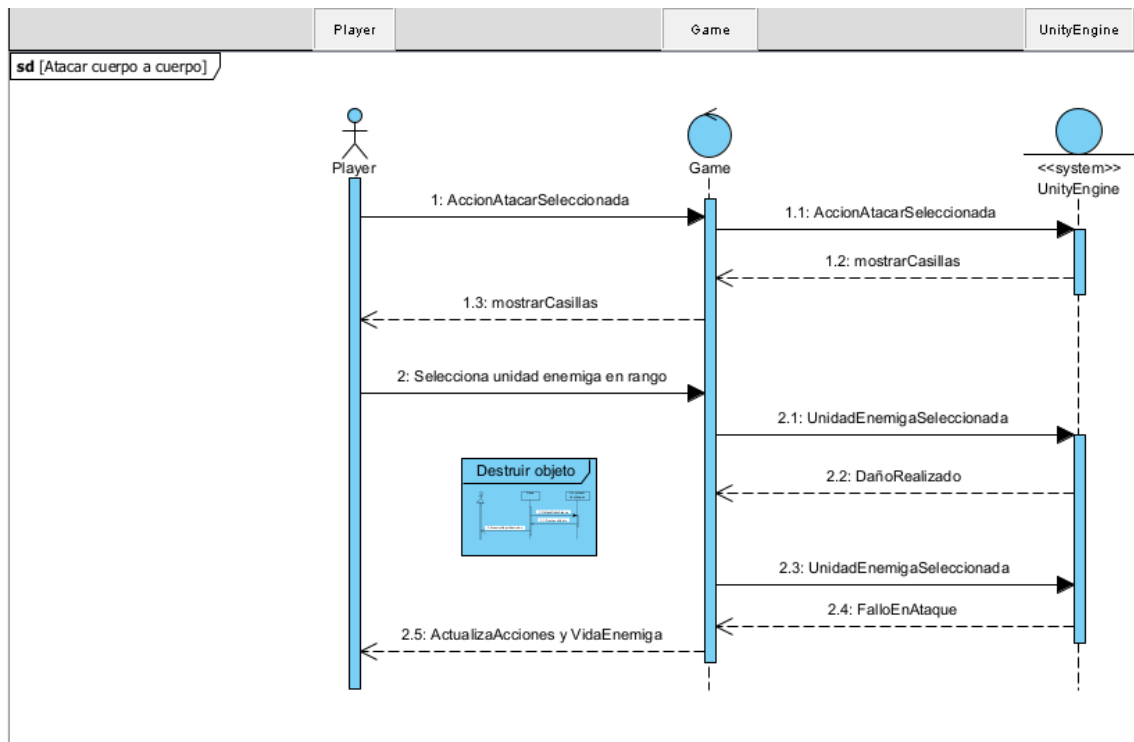 Player
Game
UnityEngine
sd [Atacar cuerpo a cuerpo]
Player
Game
<<system>>
UnityEngine
1: AccionAtacarSeleccionada
1.1: AccionAtacarSeleccionada
1.2: mostrarCasillas
1.3: mostrarCasillas
2: Selecciona unidad enemiga en rango
2.1: UnidadEnemigaSeleccionada
Destruir objeto
2.2: DañoRealizado
2.3: UnidadEnemigaSeleccionada
2.4: FalloEnAtaque
2.5: ActualizaAcciones y VidaEnemiga